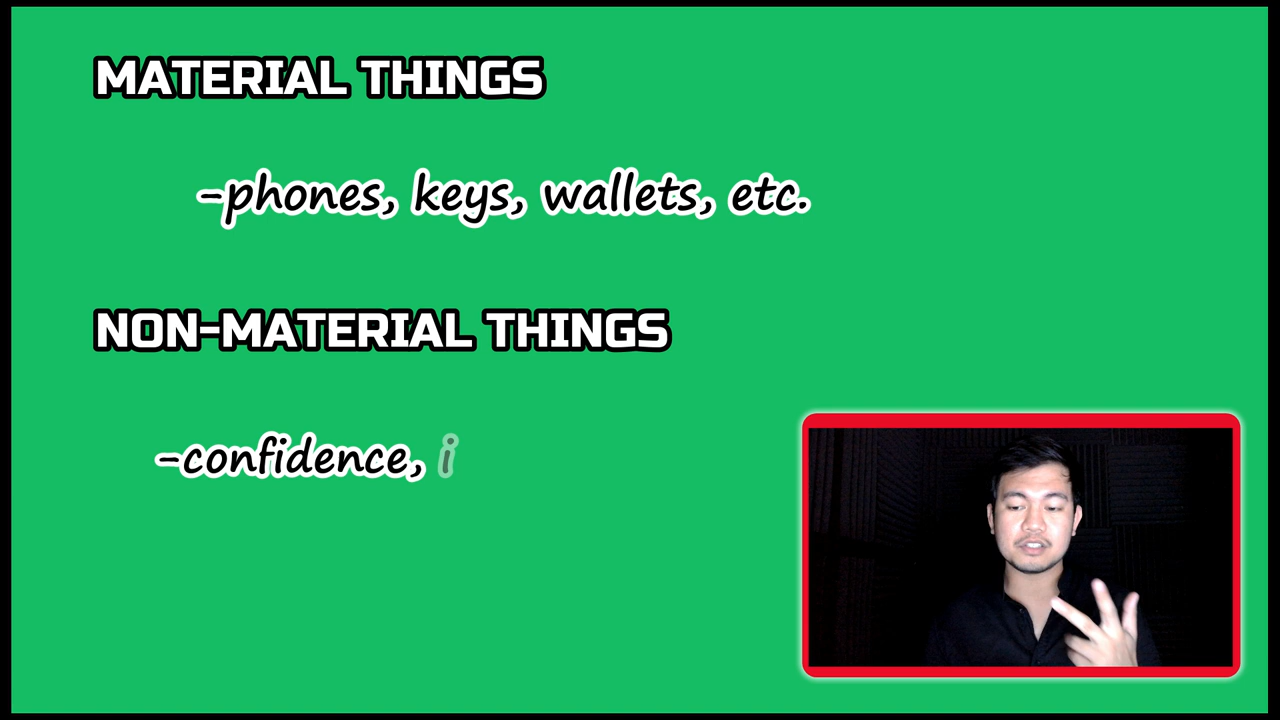 MATERIAL THINGS
-phones, keys, wallets, etc.
NON-MATERIAL THINGS
-confidence, i